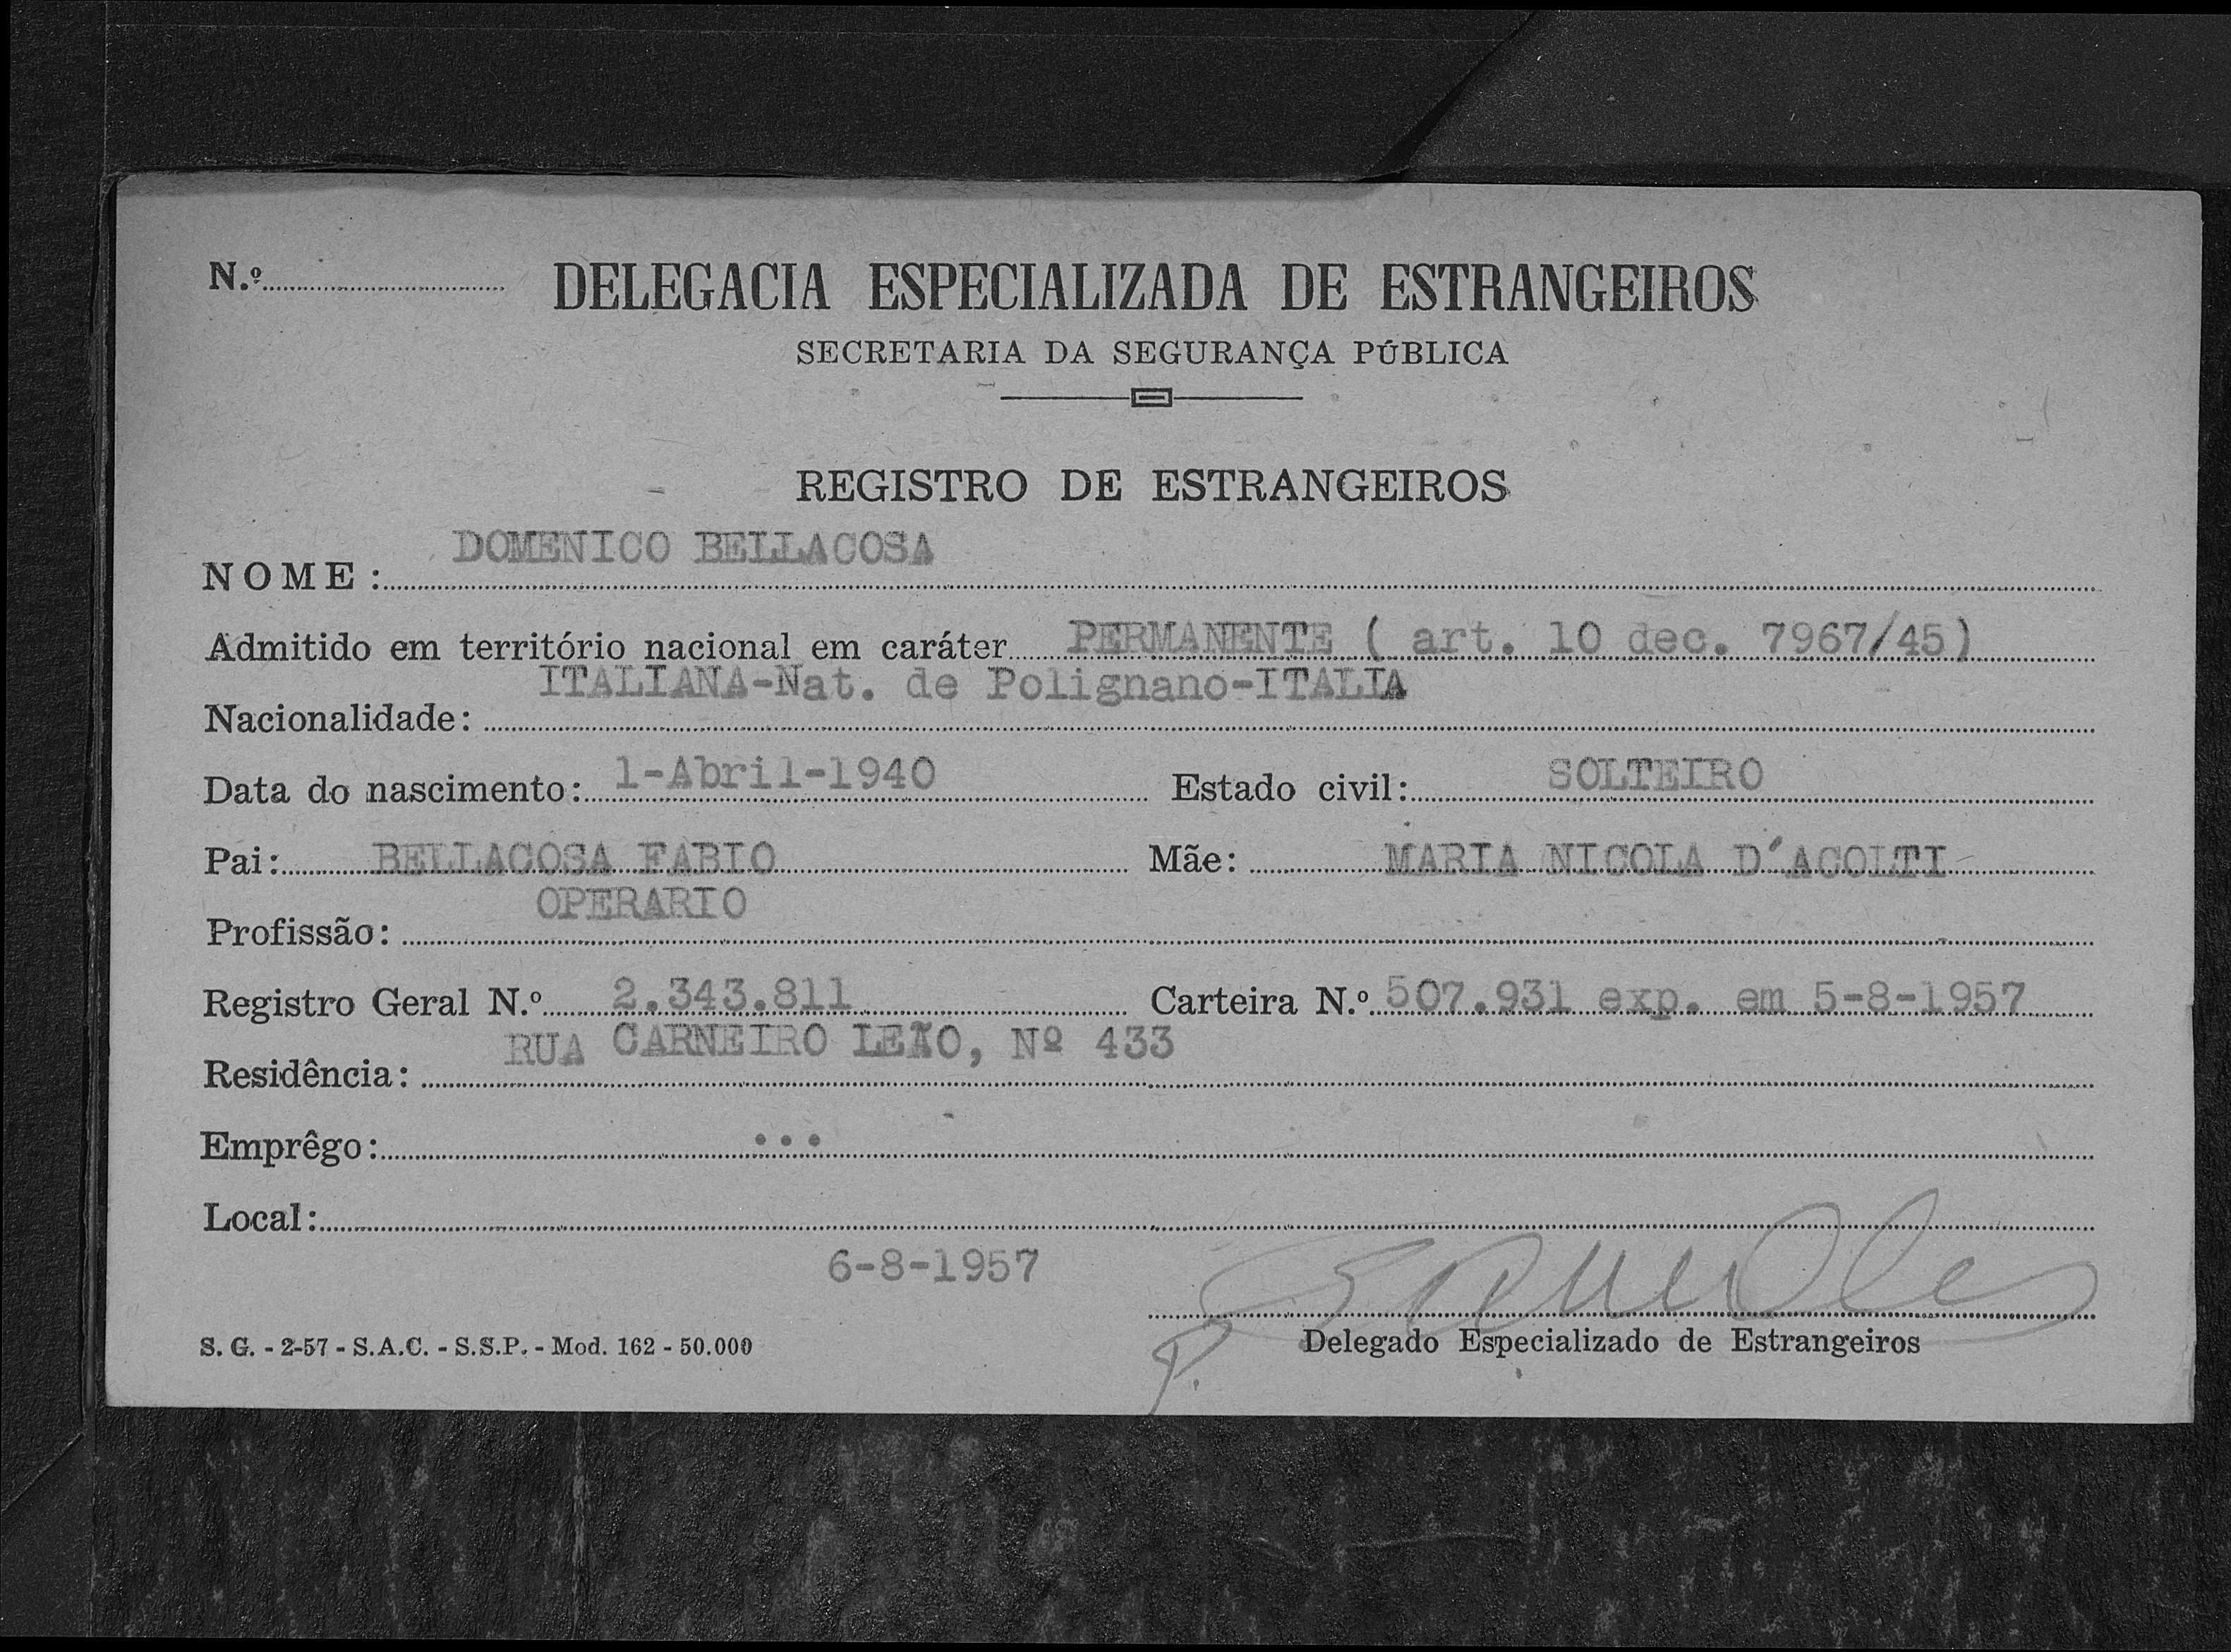 N.º DELEGACIA ESPECIALIZADA DE ESTRANGEIROS
SECRETARIA DA SEGURANÇA PÚBLICA
REGISTRO DE ESTRANGEIROS
NOME: DOMENICO BELLACOSA
Admitido em território nacional em caráter PERMANENTE ( art. 10 dec. 7967/45)
Nacionalidade: ITALIANA-Nat. de Polignano-ITALIA
Data do nascimento: 1-Abril-1940 Estado civil: SOLTEIRO
Pai: BELLACOSA FABIO Mãe: MARIA NICOLA D´ACOLTI
Profissão: OPERARIO
Registro Geral N.º 2.343.811 Carteira N.º 507.931 exp. em 5-8-1957
Residência: RUA CARNEIRO LEÃO, Nº 433
Emprêgo: ...
Local:
6-8-1957
P.
Delegado Especializado de Estrangeiros
S. G. - 2-57 - S.A.C. - S.S.P. - Mod. 162 - 50.000